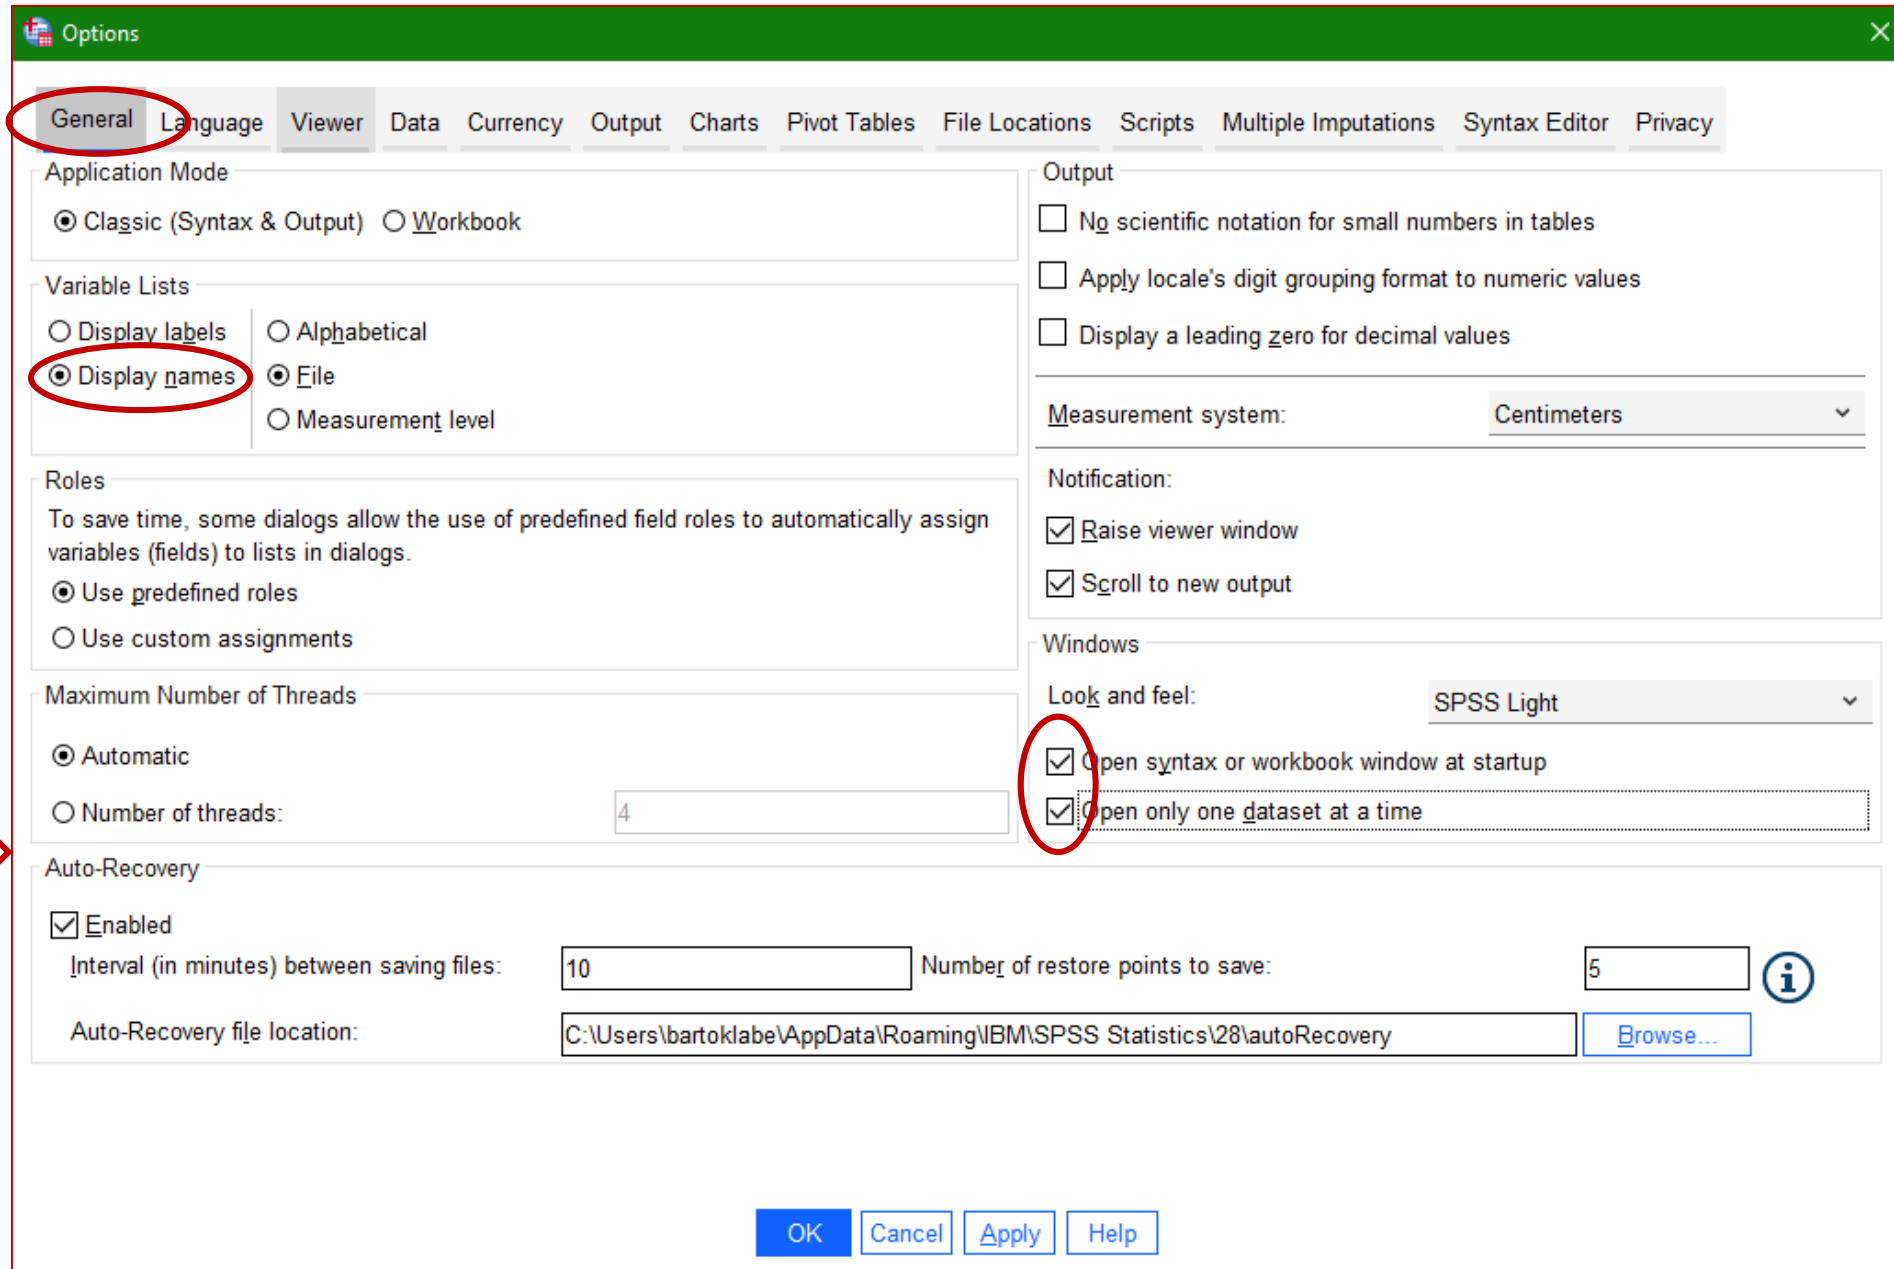 Options
General Language Viewer Data Currency Output Charts Pivot Tables File Locations Scripts Multiple Imputations Syntax Editor Privacy
Application Mode
Classic (Syntax & Output) Workbook
Variable Lists
Display labels
Display names
Alphabetical
File
Measurement level
Roles
To save time, some dialogs allow the use of predefined field roles to automatically assign
variables (fields) to lists in dialogs.
Use predefined roles
Use custom assignments
Maximum Number of Threads
Automatic
Number of threads: 4
Output
No scientific notation for small numbers in tables
Apply locale's digit grouping format to numeric values
Display a leading zero for decimal values
Measurement system: Centimeters
Notification:
Raise viewer window
Scroll to new output
Windows
Look and feel: SPSS Light
Open syntax or workbook window at startup
Open only one dataset at a time
Auto-Recovery
Enabled
Interval (in minutes) between saving files: 10 Number of restore points to save: 5
Auto-Recovery file location: C:\Users\bartoklabe\AppData\Roaming\IBM\SPSS Statistics\28\autoRecovery Browse...
OK Cancel Apply Help